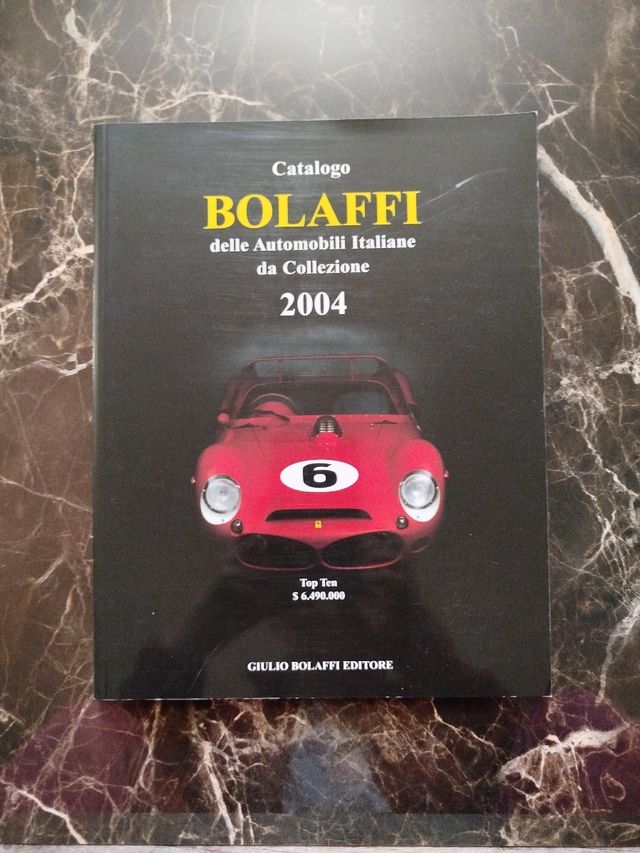 Catalogo
BOLAFFI
delle Automobili Italiane
da Collezione
2004
6
Top Ten
$ 6.490.000
GIULIO BOLAFFI EDITORE